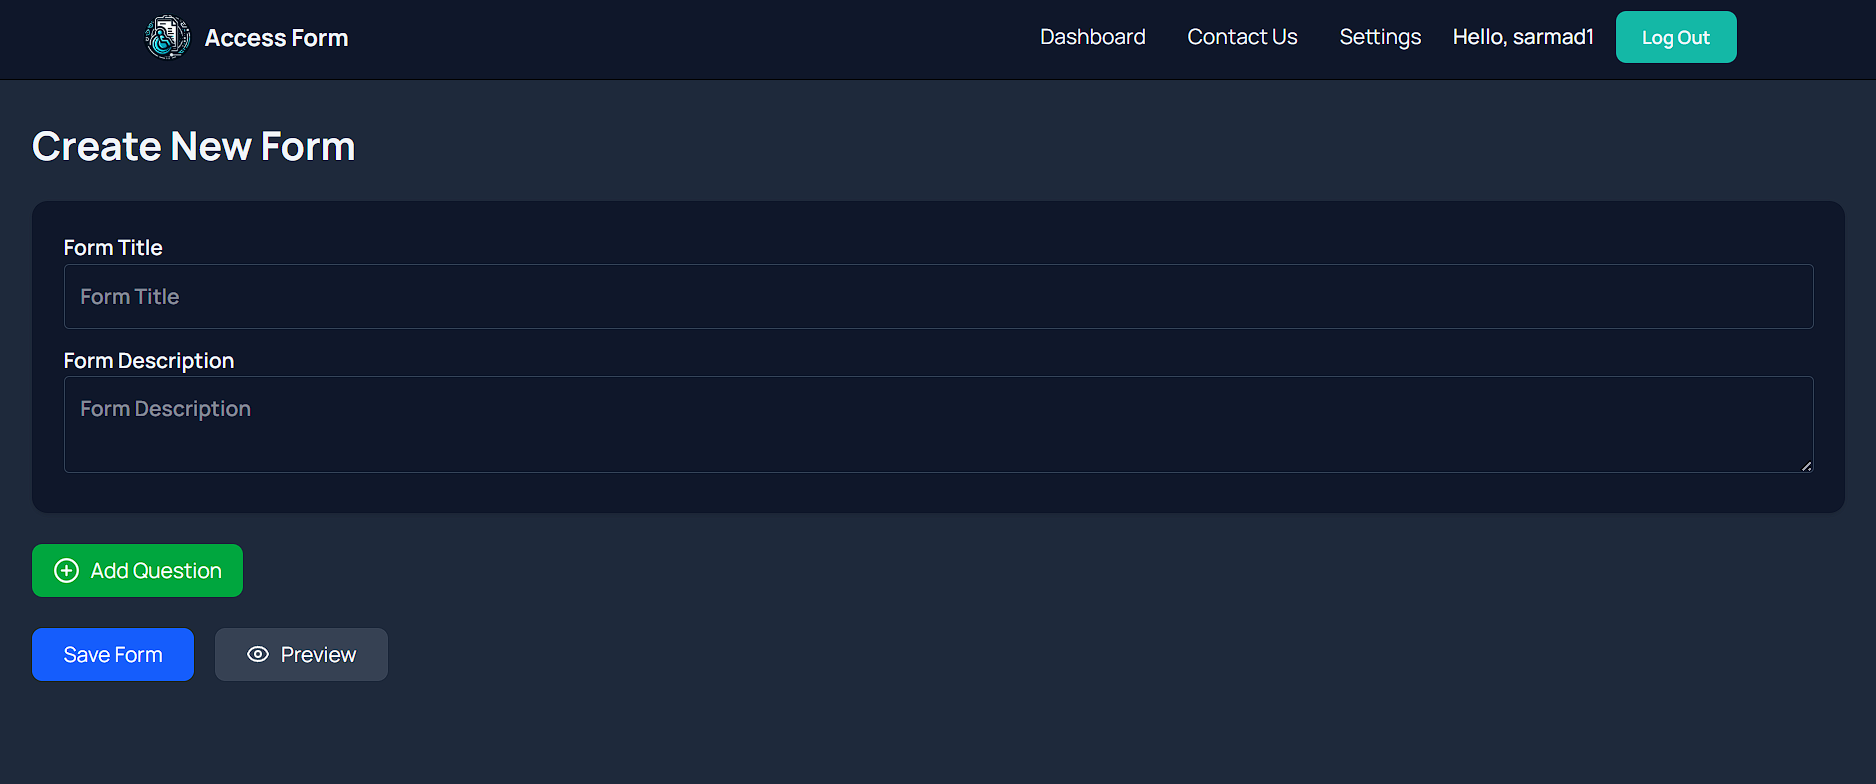 Access Form
Dashboard Contact Us Settings Hello, sarmad1 Log Out
Create New Form
Form Title
Form Title
Form Description
Form Description
Add Question
Save Form Preview